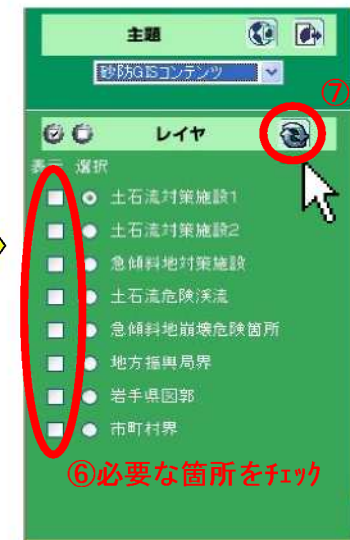 主題
砂防GISコンテンツ
⑦
レイヤ
表示 選択
土石流対策施設1
土石流対策施設2
急傾斜地対策施設
土石流危険渓流
急傾斜地崩壊危険箇所
地方振興局界
岩手県図郭
市町村界
⑥必要な箇所をチェック